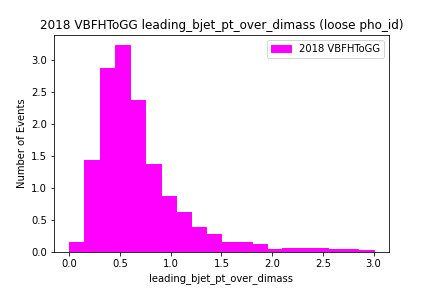 2018 VBFHToGG leading_bjet_pt_over_dimass (loose pho_id)
2018 VBFHToGG
Number of Events
3.0
2.5
2.0
1.5
1.0
0.5
0.0
0.0 0.5 1.0 1.5 2.0 2.5 3.0
leading_bjet_pt_over_dimass